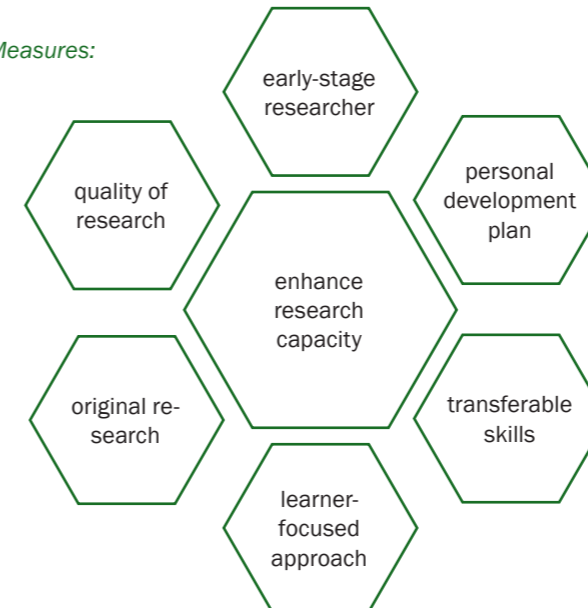 Measures:
early-stage
researcher
personal
development
plan
quality of
research
enhance
research
capacity
original re-
search
transferable
skills
learner-
focused
approach